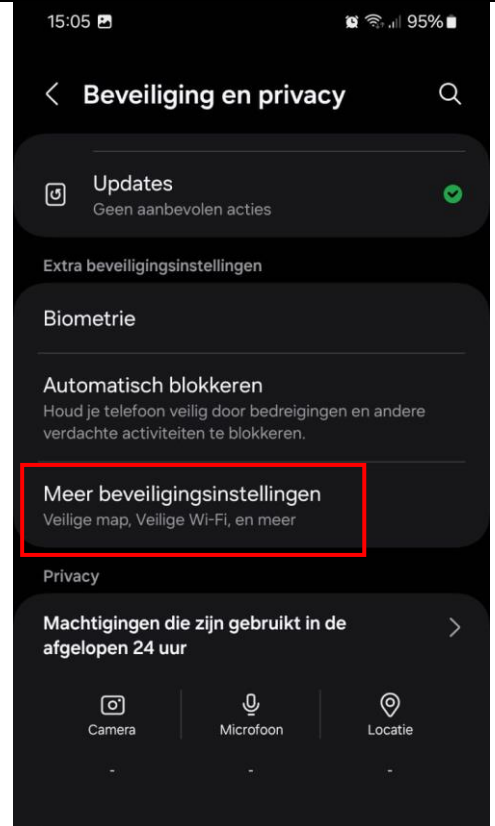 15:05 95%
Beveiliging en privacy
Updates
Geen aanbevolen acties
Extra beveiligingsinstellingen
Biometrie
Automatisch blokkeren
Houd je telefoon veilig door bedreigingen en andere
verdachte activiteiten te blokkeren.
Meer beveiligingsinstellingen
Veilige map, Veilige Wi-Fi, en meer
Privacy
Machtigingen die zijn gebruikt in de
afgelopen 24 uur
Camera Microfoon Locatie
- - -